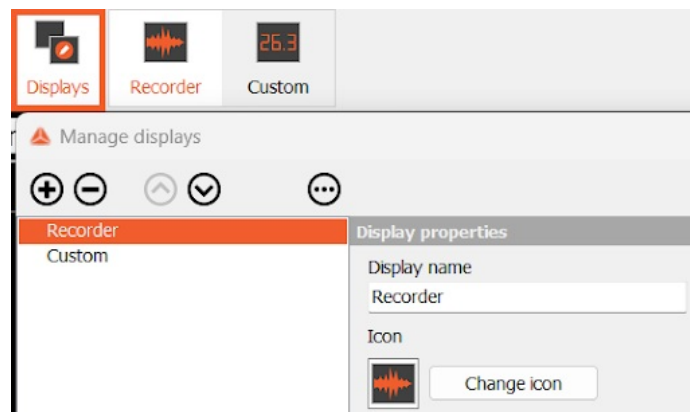 26.3
Displays
Recorder
Custom
Manage displays
Recorder
Custom
Display properties
Display name
Recorder
Icon
Change icon